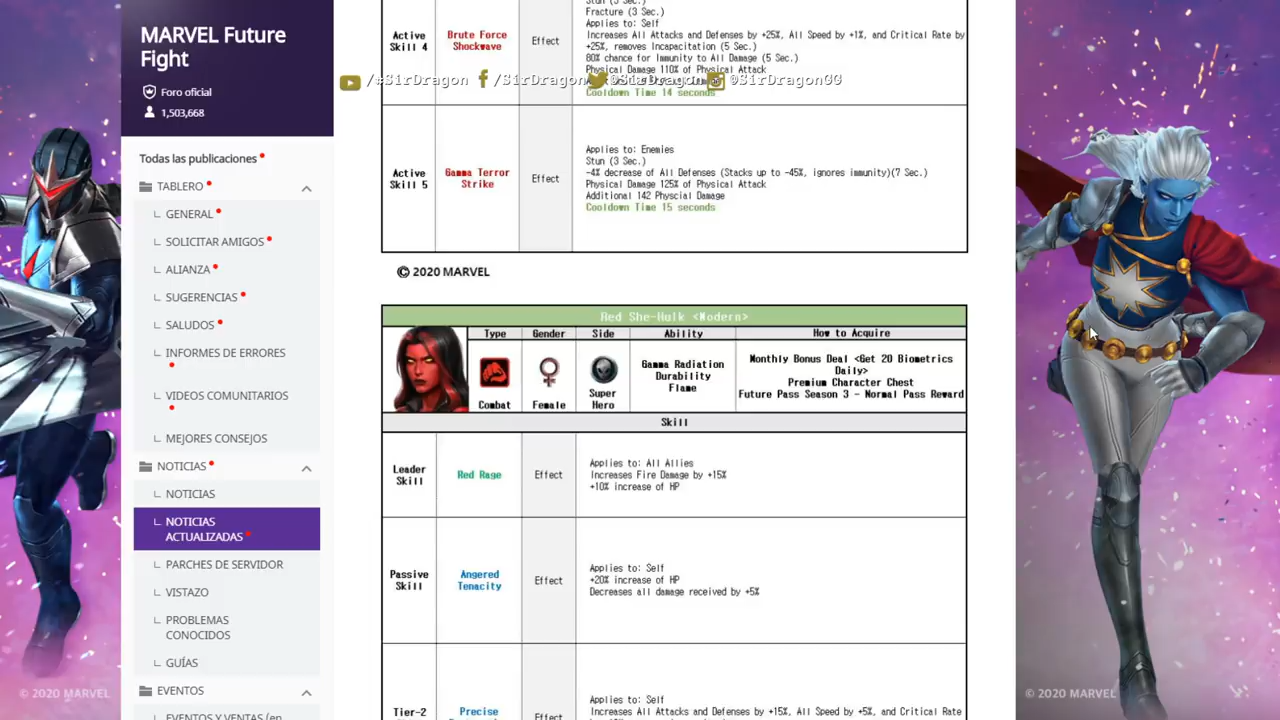 MARVEL Future
Fight
Foro oficial
1,503,668
Todas las publicaciones
TABLERO
GENERAL
SOLICITAR AMIGOS
ALIANZA
SUGERENCIAS
SALUDOS
INFORMES DE ERRORES
VIDEOS COMUNITARIOS
MEJORES CONSEJOS
NOTICIAS
NOTICIAS
NOTICIAS
ACTUALIZADAS
PARCHES DE SERVIDOR
VISTAZO
PROBLEMAS
CONOCIDOS
GUÍAS
EVENTOS
EVENTOS Y VENTAS (en
Active
Skill 4
Brute Force
Shockwave
Effect
Fracture (3 Sec.)
Applies to: Self
Increases All Attacks and Defenses by +25%, All Speed by +1%, and Critical Rate by
+25%, removes Incapacitation (5 Sec.)
80% chance for Immunity to All Damage (5 Sec.)
Physical Damage 110% of Physical Attack
Cooldown Time 14 seconds
/+SirDragon
/SirDragon
@SirDragon
@SirDragonGG
Active
Skill 5
Gamma Terror
Strike
Effect
Applies to: Enemies
Stun (3 Sec.)
-4% decrease of All Defenses (Stacks up to -45%, ignores immunity)(7 Sec.)
Physical Damage 125% of Physical Attack
Additional 142 Physcial Damage
Cooldown Time 15 seconds
© 2020 MARVEL
Red She-Hulk <Modern>
Type
Gender
Side
Ability
How to Acquire
Combat
Female
Super
Hero
Gamma Radiation
Durability
Flame
Monthly Bonus Deal <Get 20 Biometrics
Daily>
Premium Character Chest
Future Pass Season 3 - Normal Pass Reward
Skill
Leader
Skill
Red Rage
Effect
Applies to: All Allies
Increases Fire Damage by +15%
+10% increase of HP
Passive
Skill
Angered
Tenacity
Effect
Applies to: Self
+20% increase of HP
Decreases all damage received by +5%
Tier-2
Precise
Effect
Applies to: Self
Increases All Attacks and Defenses by +15%, All Speed by +5%, and Critical Rate
© 2020 MARVEL
© 2020 MARVEL